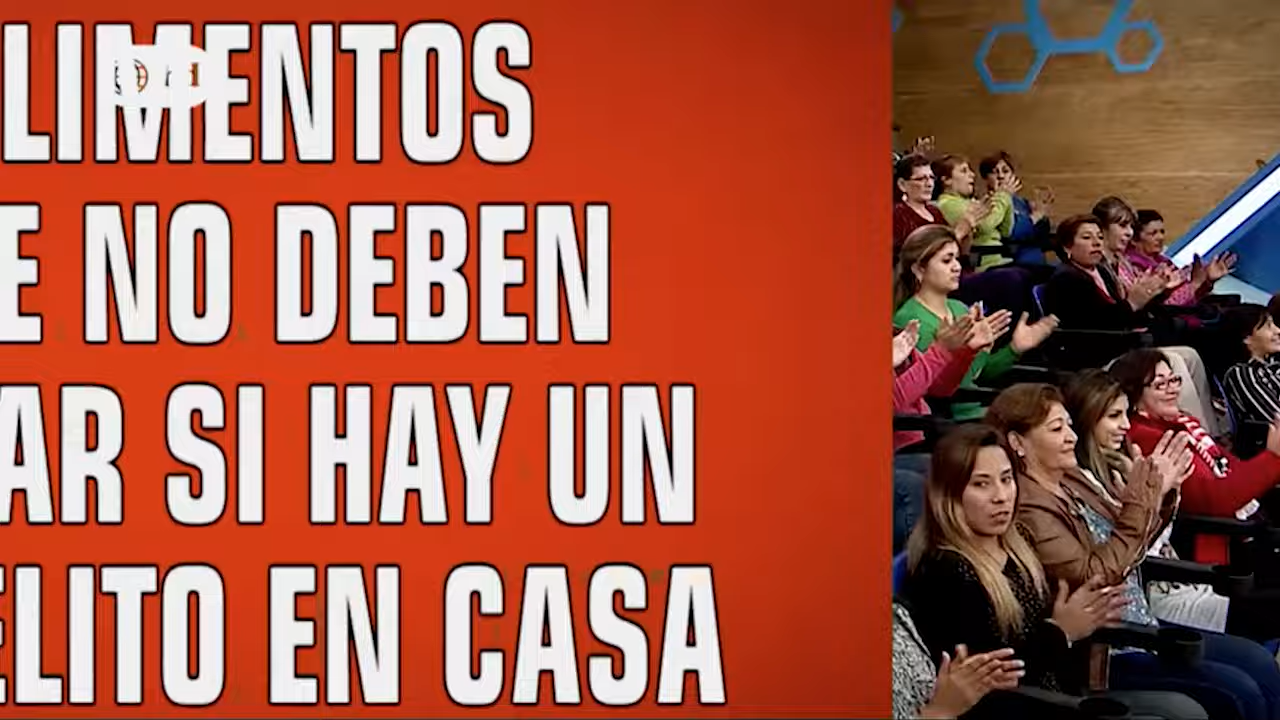 LIMENTOS
E NO DEBEN
AR SI HAY UN
ELITO EN CASA